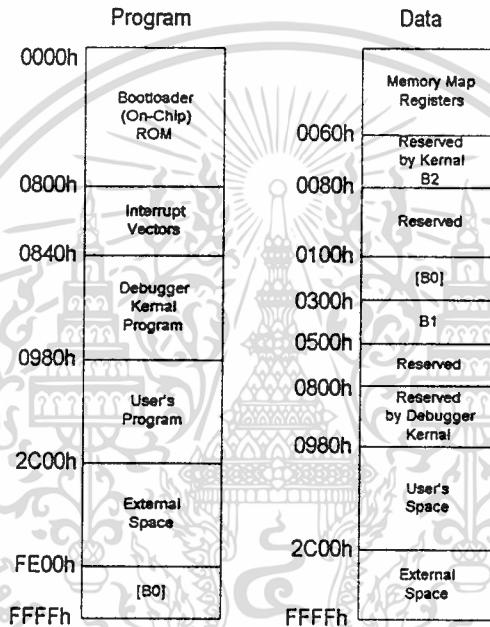 Program
0000h
Bootloader
(On-Chip)
ROM
0800h
Interrupt
Vectors
0840h
Debugger
Kernal
Program
0980h
User's
Program
2C00h
External
Space
FE00h
[B0]
FFFFh
Data
Memory Map
Registers
0060h
Reserved
by Kernal
B2
0080h
Reserved
0100h
[B0]
0300h
B1
0500h
Reserved
0800h
Reserved
by Debugger
Kernal
0980h
User's
Space
2C00h
External
Space
FFFFh